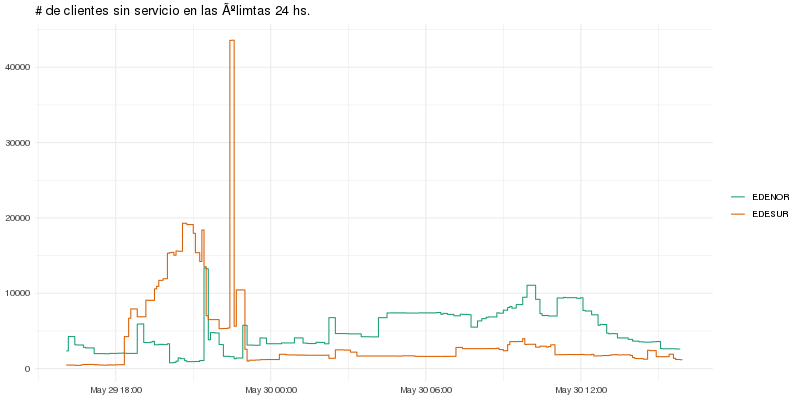 # de clientes sin servicio en las Ãºlimtas 24 hs.
40000
30000
20000
10000
0
May 29 18:00
May 30 00:00
May 30 06:00
May 30 12:00
EDENOR
EDESUR